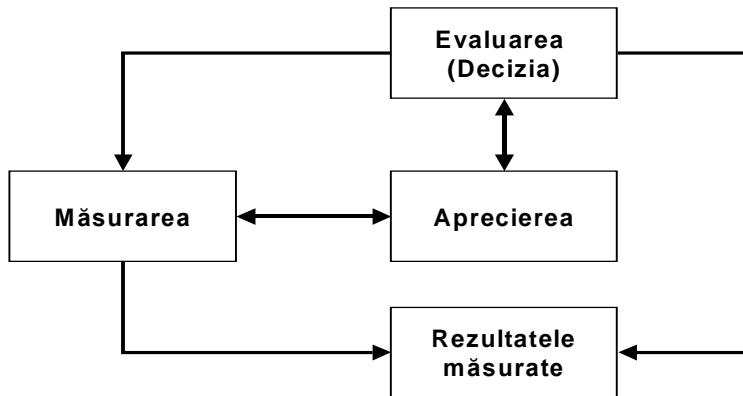 Evaluarea
(Decizia)
Măsurarea
Aprecierea
Rezultatele
măsurate